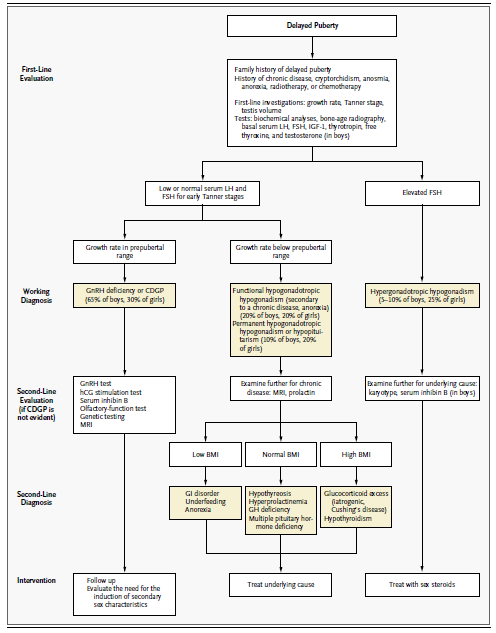 Delayed Puberty
First-Line
Evaluation
Family history of delayed puberty
History of chronic disease, cryptorchidism, anosmia,
anorexia, radiotherapy, or chemotherapy
First-line investigations: growth rate, Tanner stage,
testis volume
Tests: biochemical analyses, bone-age radiography,
basal serum LH, FSH, IGF-1, thyrotropin, free
thyroxine, and testosterone (in boys)
Low or normal serum LH and
FSH for early Tanner stages
Elevated FSH
Growth rate in prepubertal
range
Growth rate below prepubertal
range
Working
Diagnosis
GnRH deficiency or CDGP
(65% of boys, 30% of girls)
Functional hypogonadotropic
hypogonadism (secondary
to a chronic disease, anorexia)
(20% of boys, 20% of girls)
Permanent hypogonadotropic
hypogonadism or hypopitui-
tarism (10% of boys, 20%
of girls)
Hypergonadotropic hypogonadism
(5–10% of boys, 25% of girls)
Second-Line
Evaluation
(if CDGP is
not evident)
GnRH test
hCG stimulation test
Serum inhibin B
Olfactory-function test
Genetic testing
MRI
Examine further for chronic
disease: MRI, prolactin
Examine further for underlying cause:
karyotype, serum inhibin B (in boys)
Low BMI
Normal BMI
High BMI
Second-Line
Diagnosis
GI disorder
Underfeeding
Anorexia
Hypothyreosis
Hyperprolactinemia
GH deficiency
Multiple pituitary hor-
mone deficiency
Glucocorticoid excess
(iatrogenic,
Cushing's disease)
Hypothyroidism
Intervention
Follow up
Evaluate the need for the
induction of secondary
sex characteristics
Treat underlying cause
Treat with sex steroids